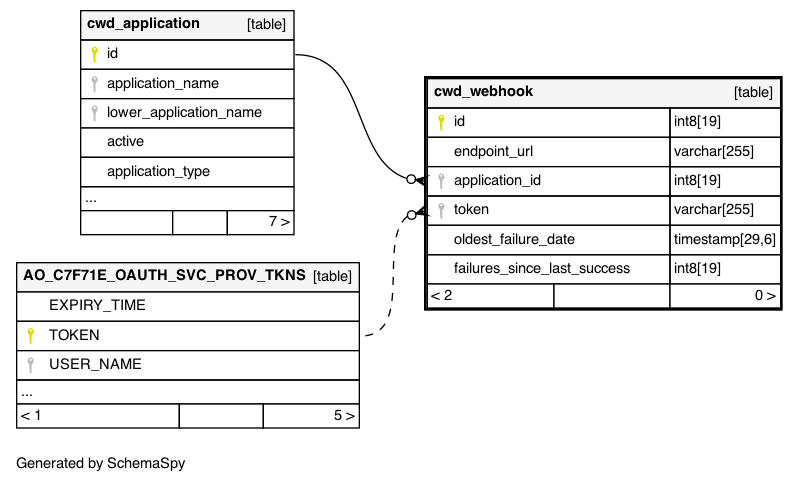 cwd_application [table]
id
application_name
lower_application_name
active
application_type
...
7 >
cwd_webhook [table]
id int8[19]
endpoint_url varchar[255]
application_id int8[19]
token varchar[255]
oldest_failure_date timestamp[29,6]
failures_since_last_success int8[19]
< 2 0 >
AO_C7F71E_OAUTH_SVC_PROV_TKNS [table]
EXPIRY_TIME
TOKEN
USER_NAME
...
< 1 5 >
Generated by SchemaSpy